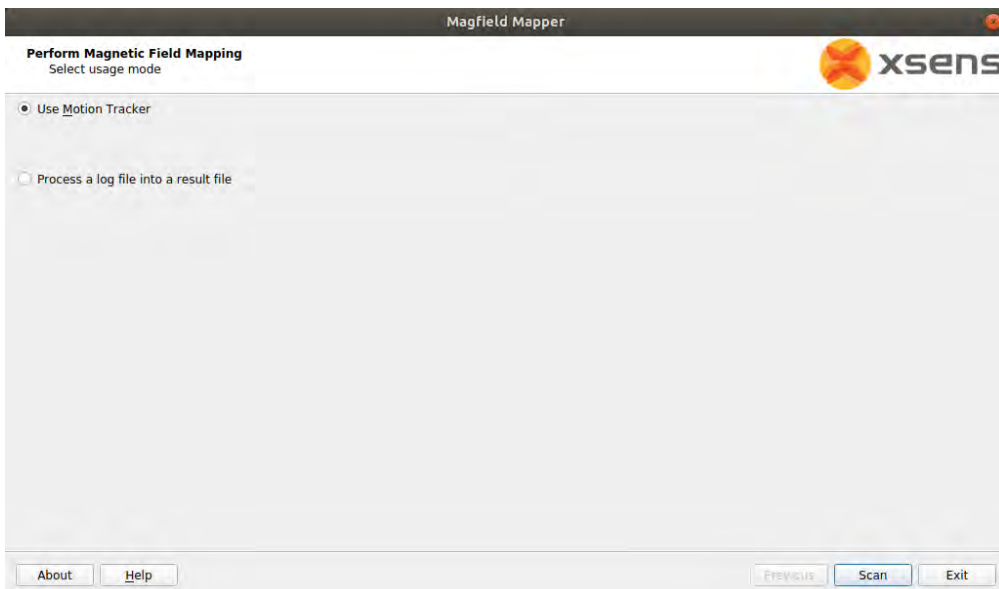 Magfield Mapper
Perform Magnetic Field Mapping
Select usage mode
xsens
Use Motion Tracker
Process a log file into a result file
About Help Previous Scan Exit